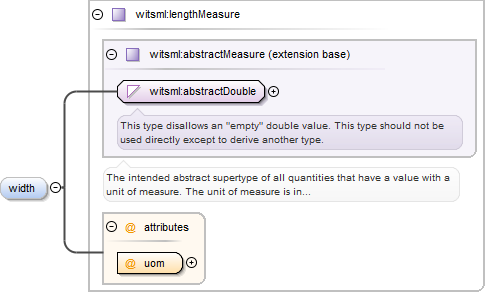 witsml:lengthMeasure
witsml:abstractMeasure (extension base)
witsml:abstractDouble
This type disallows an "empty" double value. This type should not be
used directly except to derive another type.
The intended abstract supertype of all quantities that have a value with a
unit of measure. The unit of measure is in...
width
@ attributes
@ uom